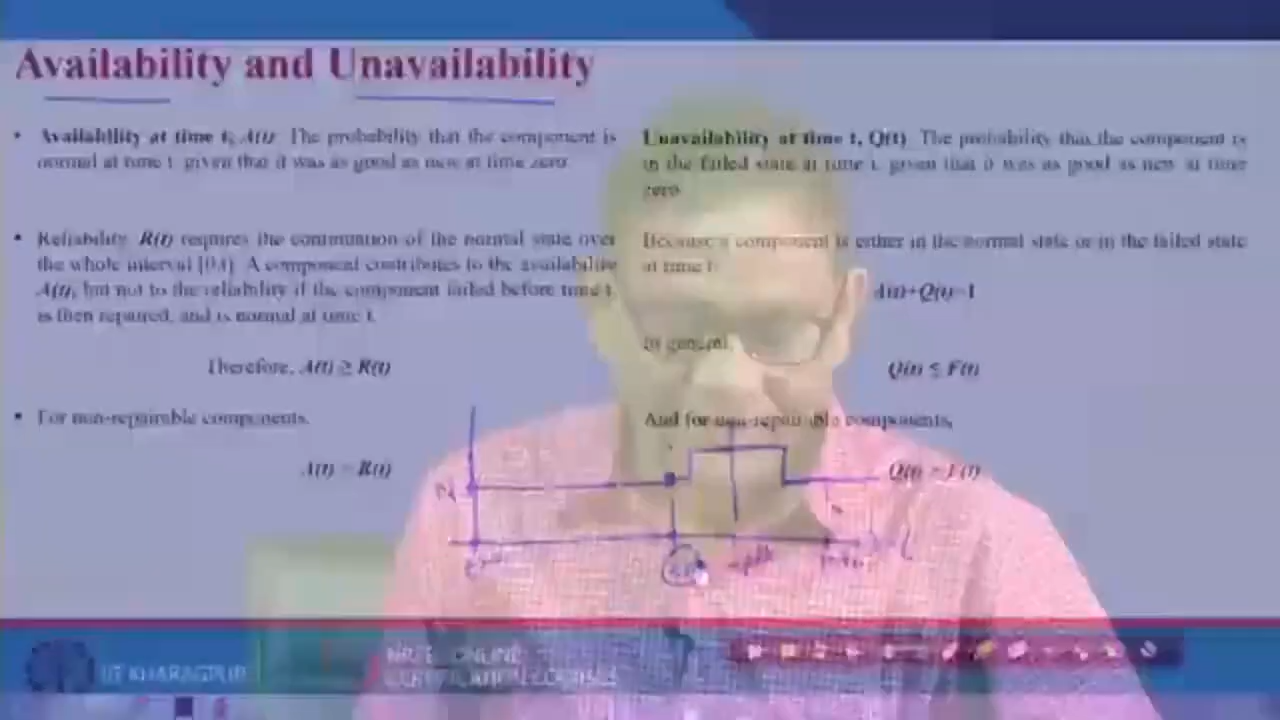 Availability and Unavailability
• Availability at time t, A(t) The probability that the component is
normal at time t given that it was as good as new at time zero
• Reliability R(t) requires the continuation of the normal state over
the whole interval [0,t] A component contributes to the availability
A(t), but not to the reliability if the component failed before time t
is then repaired, and is normal at time t.
Therefore, A(t) ≥ R(t)
• For non-repairable components,
A(t) = R(t)
Unavailability at time t, Q(t) The probability that the component is
in the failed state at time t, given that it was as good as new at time
zero
Because a component is either in the normal state or in the failed state
at time t:
A(t)+Q(t)=1
In general,
Q(t) ≤ F(t)
And for non-repairable components,
Q(t) = F(t)
IIT KHARAGPUR
NPTEL ONLINE
CERTIFICATION COURSES